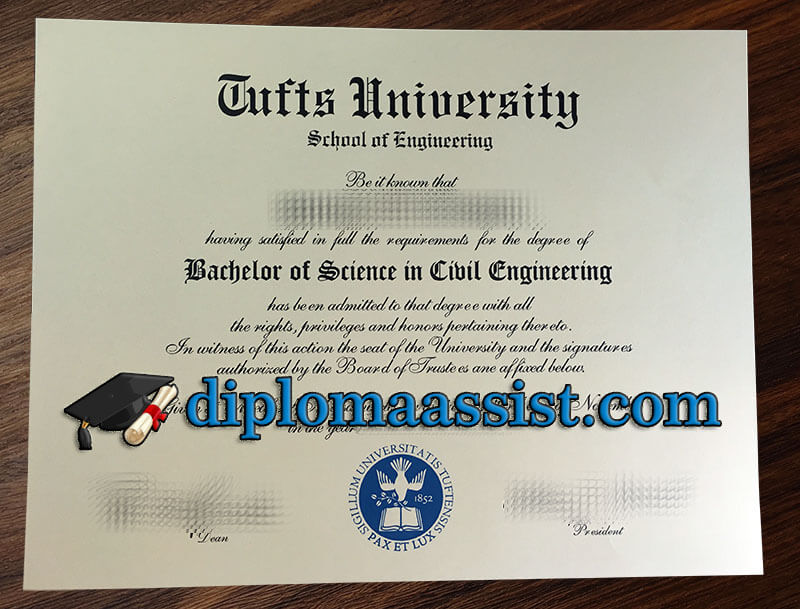 Tufts University
School of Engineering
Be it known that
having satisfied in full the requirements for the degree of
Bachelor of Science in Civil Engineering
has been admitted to that degree with all
the rights, privileges and honors pertaining thereto.
In witness of this action the seat of the University and the signatures
authorized by the Board of Trustees ane affixed below.
diplomaassist.com
in the year
SIGILLUM UNIVERSITATIS TUFTENSIS
1852
PAX ET LUX
Dean
President